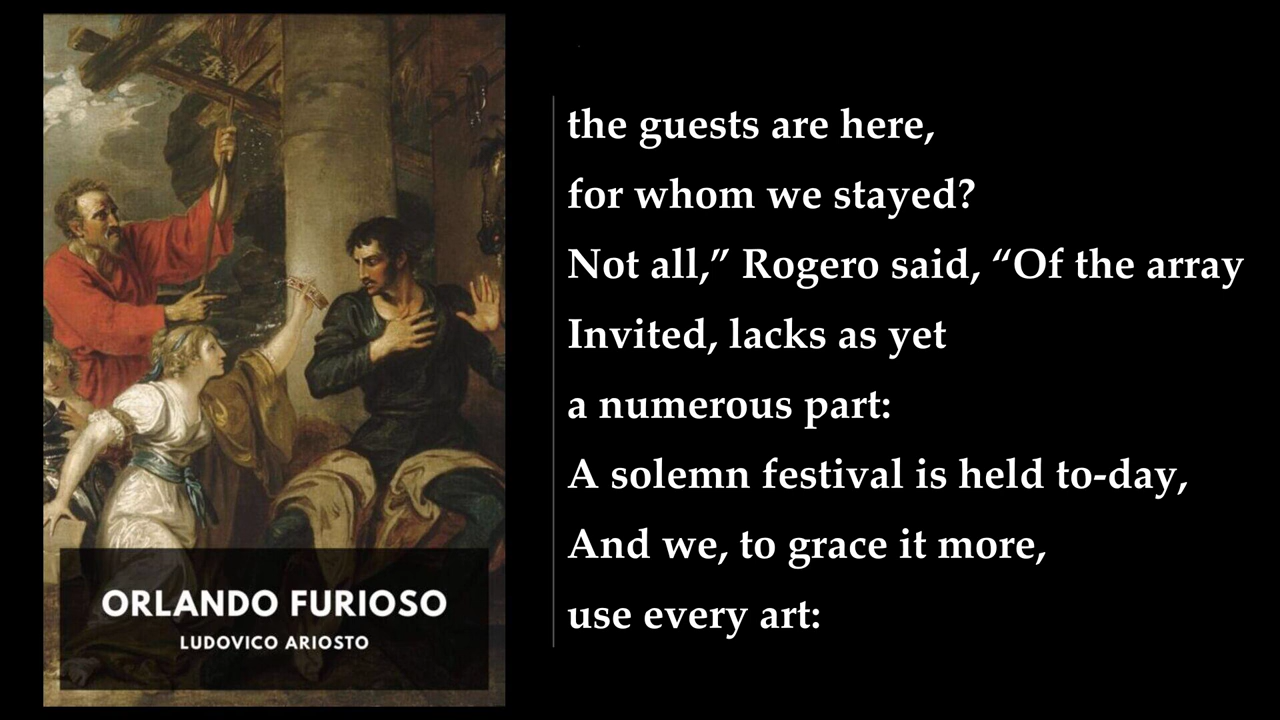 ORLANDO FURIOSO
LUDOVICO ARIOSTO
the guests are here,
for whom we stayed?
Not all,” Rogero said, “Of the array
Invited, lacks as yet
a numerous part:
A solemn festival is held to-day,
And we, to grace it more,
use every art: